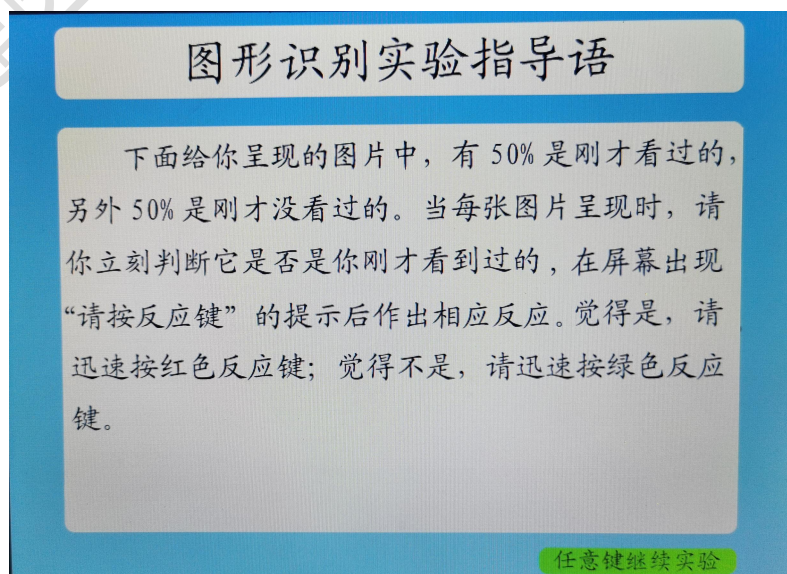 图形识别实验指导语
下面给你呈现的图片中，有 50% 是刚才看过的，
另外 50% 是刚才没看过的。当每张图片呈现时，请
你立刻判断它是否是你刚才看到过的，在屏幕出现
“请按反应键”的提示后作出相应反应。觉得是，请
迅速按红色反应键；觉得不是，请迅速按绿色反应
键。
任意键继续实验